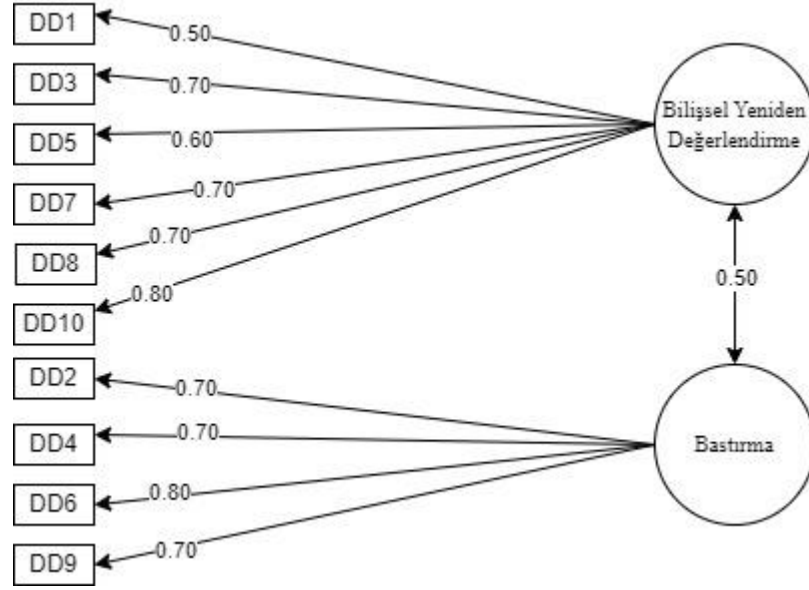 DD1
0.50
DD3
0.70
DD5
0.60
DD7
0.70
DD8
0.70
DD10
0.80
Bilişsel Yeniden
Değerlendirme
0.50
DD2
0.70
DD4
0.70
DD6
0.80
DD9
0.70
Bastırma